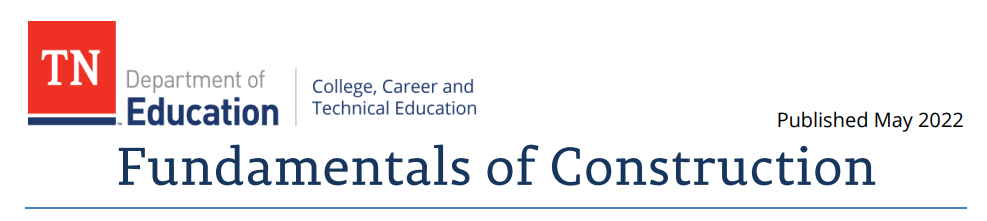 TN
Department of
Education
College, Career and
Technical Education
Published May 2022
Fundamentals of Construction